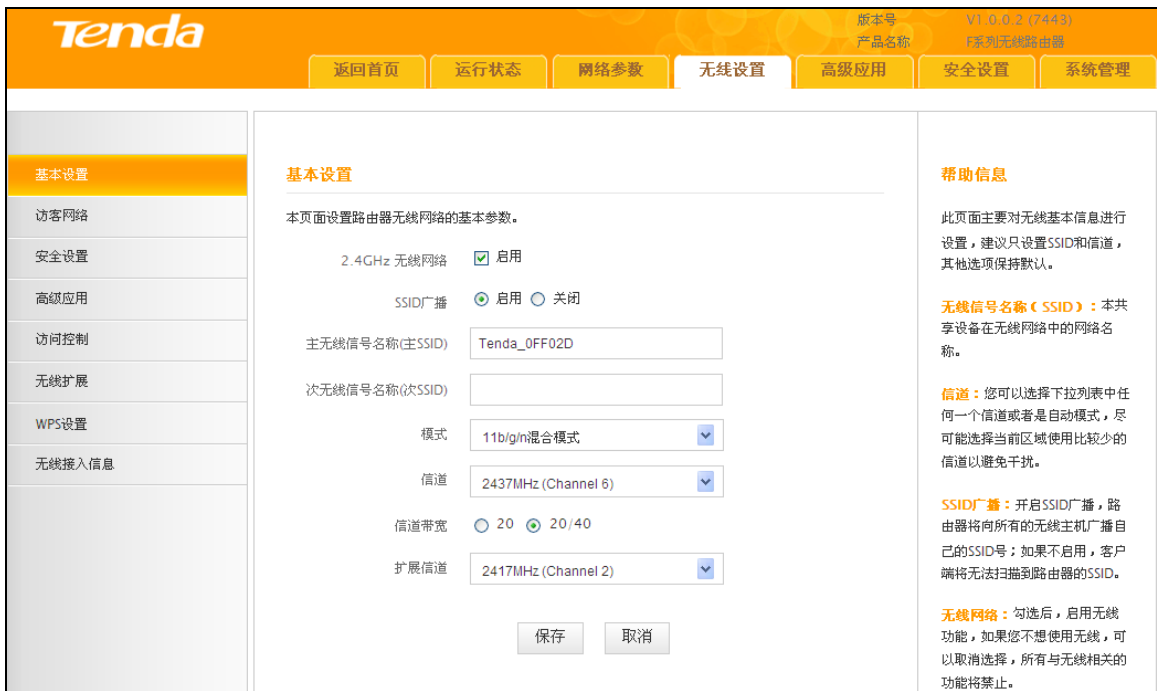 Tenda
版本号 V1.0.0.2 (7443)
产品名称 F系列无线路由器
返回首页 运行状态 网络参数 无线设置 高级应用 安全设置 系统管理
基本设置
访客网络
安全设置
高级应用
访问控制
无线扩展
WPS设置
无线接入信息
基本设置
本页面设置路由器无线网络的基本参数。
2.4GHz 无线网络 启用
SSID广播 启用 关闭
主无线信号名称(主SSID) Tenda_0FF02D
次无线信号名称(次SSID)
模式 11b/g/n混合模式
信道 2437MHz (Channel 6)
信道带宽 20 20/40
扩展信道 2417MHz (Channel 2)
保存 取消
帮助信息
此页面主要对无线基本信息进行
设置，建议只设置SSID和信道，
其他选项保持默认。
无线信号名称（SSID）：本共
享设备在无线网络中的网络名
称。
信道：您可以选择下拉列表中任
何一个信道或者是自动模式，尽
可能选择当前区域使用比较少的
信道以避免干扰。
SSID广播：开启SSID广播，路
由器将向所有的无线主机广播自
己的SSID号；如果不启用，客户
端将无法扫描到路由器的SSID。
无线网络：勾选后，启用无线
功能，如果您不想使用无线，可
以取消选择，所有与无线相关的
功能将禁止。